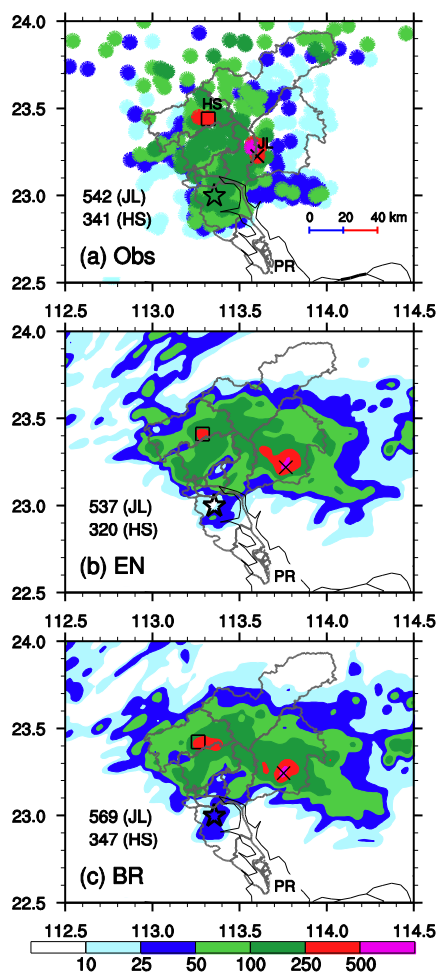 24.0
HS
23.5
JL
542 (JL)
23.0
341 (HS)
0 20 40 km
(a) Obs
PR
22.5
112.5 113.0 113.5 114.0 114.5
24.0
23.5
537 (JL)
23.0
320 (HS)
(b) EN
PR
22.5
112.5 113.0 113.5 114.0 114.5
24.0
23.5
569 (JL)
23.0
347 (HS)
(c) BR
PR
22.5
112.5 113.0 113.5 114.0 114.5
10 25 50 100 250 500